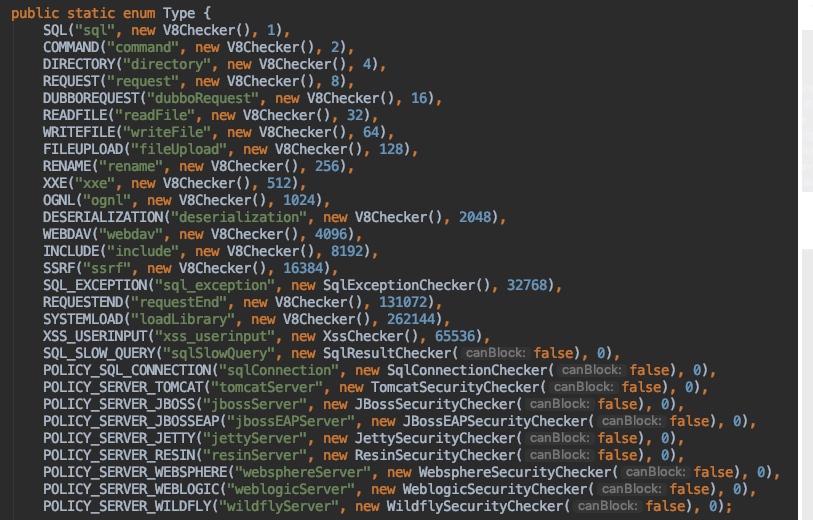 public static enum Type {
SQL("sql", new V8Checker(), 1),
COMMAND("command", new V8Checker(), 2),
DIRECTORY("directory", new V8Checker(), 4),
REQUEST("request", new V8Checker(), 8),
DUBBOREQUEST("dubboRequest", new V8Checker(), 16),
READFILE("readFile", new V8Checker(), 32),
WRITEFILE("writeFile", new V8Checker(), 64),
FILEUPLOAD("fileUpload", new V8Checker(), 128),
RENAME("rename", new V8Checker(), 256),
XXE("xxe", new V8Checker(), 512),
OGNL("ognl", new V8Checker(), 1024),
DESERIALIZATION("deserialization", new V8Checker(), 2048),
WEBDAV("webdav", new V8Checker(), 4096),
INCLUDE("include", new V8Checker(), 8192),
SSRF("ssrf", new V8Checker(), 16384),
SQL_EXCEPTION("sql_exception", new SqlExceptionChecker(), 32768),
REQUESTEND("requestEnd", new V8Checker(), 131072),
SYSTEMLOAD("loadLibrary", new V8Checker(), 262144),
XSS_USERINPUT("xss_userinput", new XssChecker(), 65536),
SQL_SLOW_QUERY("sqlSlowQuery", new SqlResultChecker( canBlock: false), 0),
POLICY_SQL_CONNECTION("sqlConnection", new SqlConnectionChecker( canBlock: false), 0),
POLICY_SERVER_TOMCAT("tomcatServer", new TomcatSecurityChecker( canBlock: false), 0),
POLICY_SERVER_JBOSS("jbossServer", new JBossSecurityChecker( canBlock: false), 0),
POLICY_SERVER_JBOSSEAP("jbossEAPServer", new JBossEAPSecurityChecker( canBlock: false), 0),
POLICY_SERVER_JETTY("jettyServer", new JettySecurityChecker( canBlock: false), 0),
POLICY_SERVER_RESIN("resinServer", new ResinSecurityChecker( canBlock: false), 0),
POLICY_SERVER_WEBSPHERE("websphereServer", new WebsphereSecurityChecker( canBlock: false), 0),
POLICY_SERVER_WEBLOGIC("weblogicServer", new WeblogicSecurityChecker( canBlock: false), 0),
POLICY_SERVER_WILDFLY("wildflyServer", new WildflySecurityChecker( canBlock: false), 0);